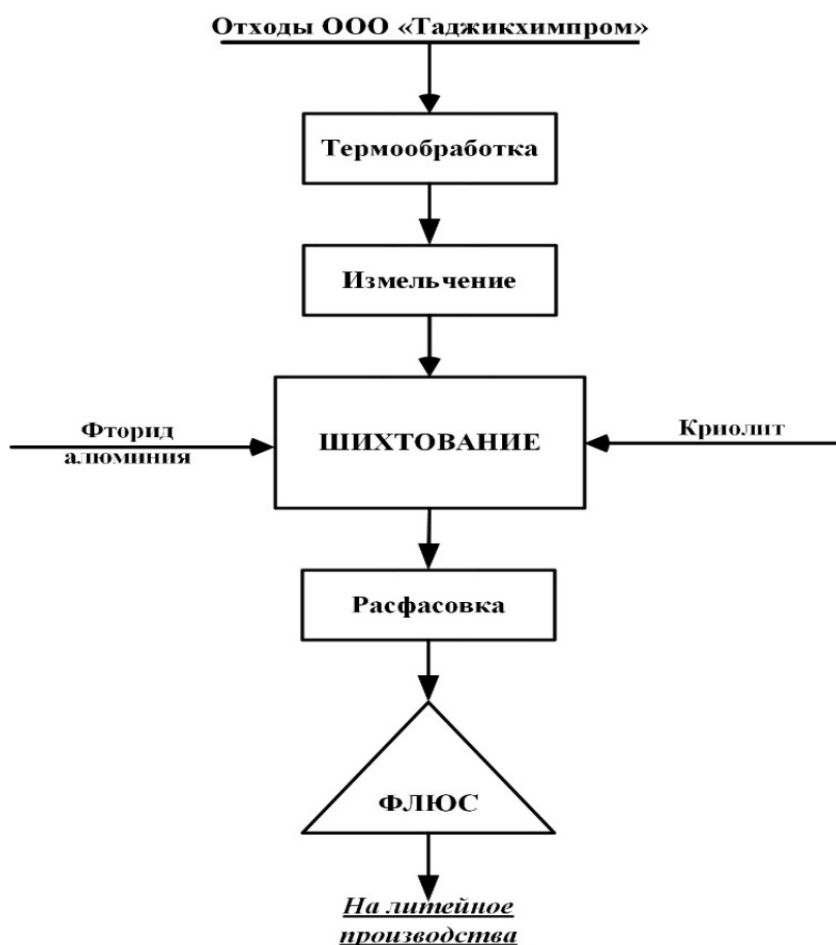 Отходы ООО «Таджикхимпром»
Термообработка
Измельчение
Фторид
алюминия
ШИХТОВАНИЕ
Криолит
Расфасовка
ФЛЮС
На литейное
производства